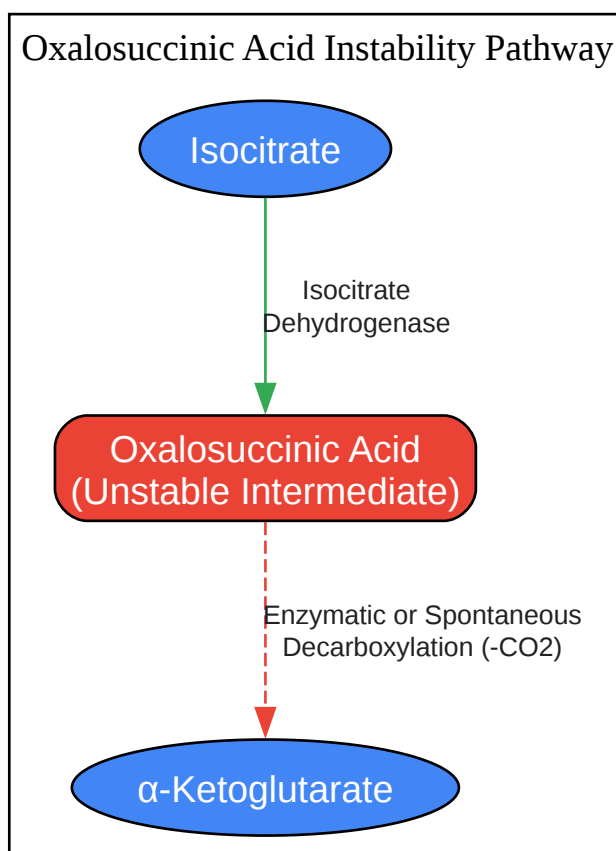 Oxalosuccinic Acid Instability Pathway
Isocitrate
Isocitrate
Dehydrogenase
Oxalosuccinic Acid
(Unstable Intermediate)
Enzymatic or Spontaneous
Decarboxylation (-CO2)
α-Ketoglutarate